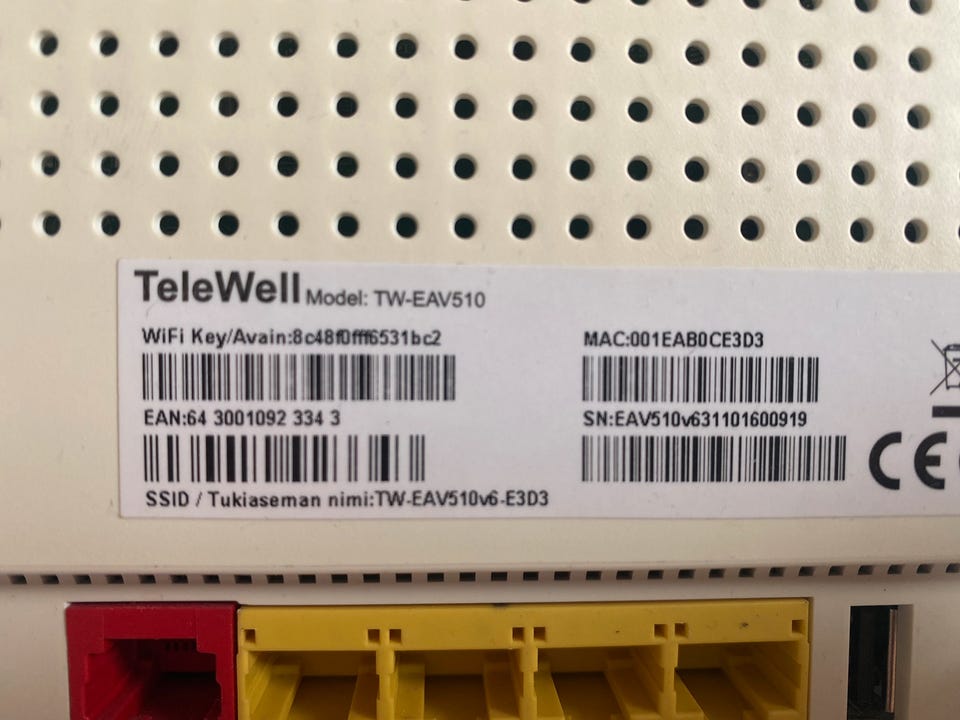 TeleWell Model: TW-EAV510
WiFi Key/Avain:8c48f0fff6531bc2
MAC:001EAB0CE3D3
EAN:64 3001092 334 3
SN:EAV510v631101600919
SSID / Tukiaseman nimi:TW-EAV510v6-E3D3
CE